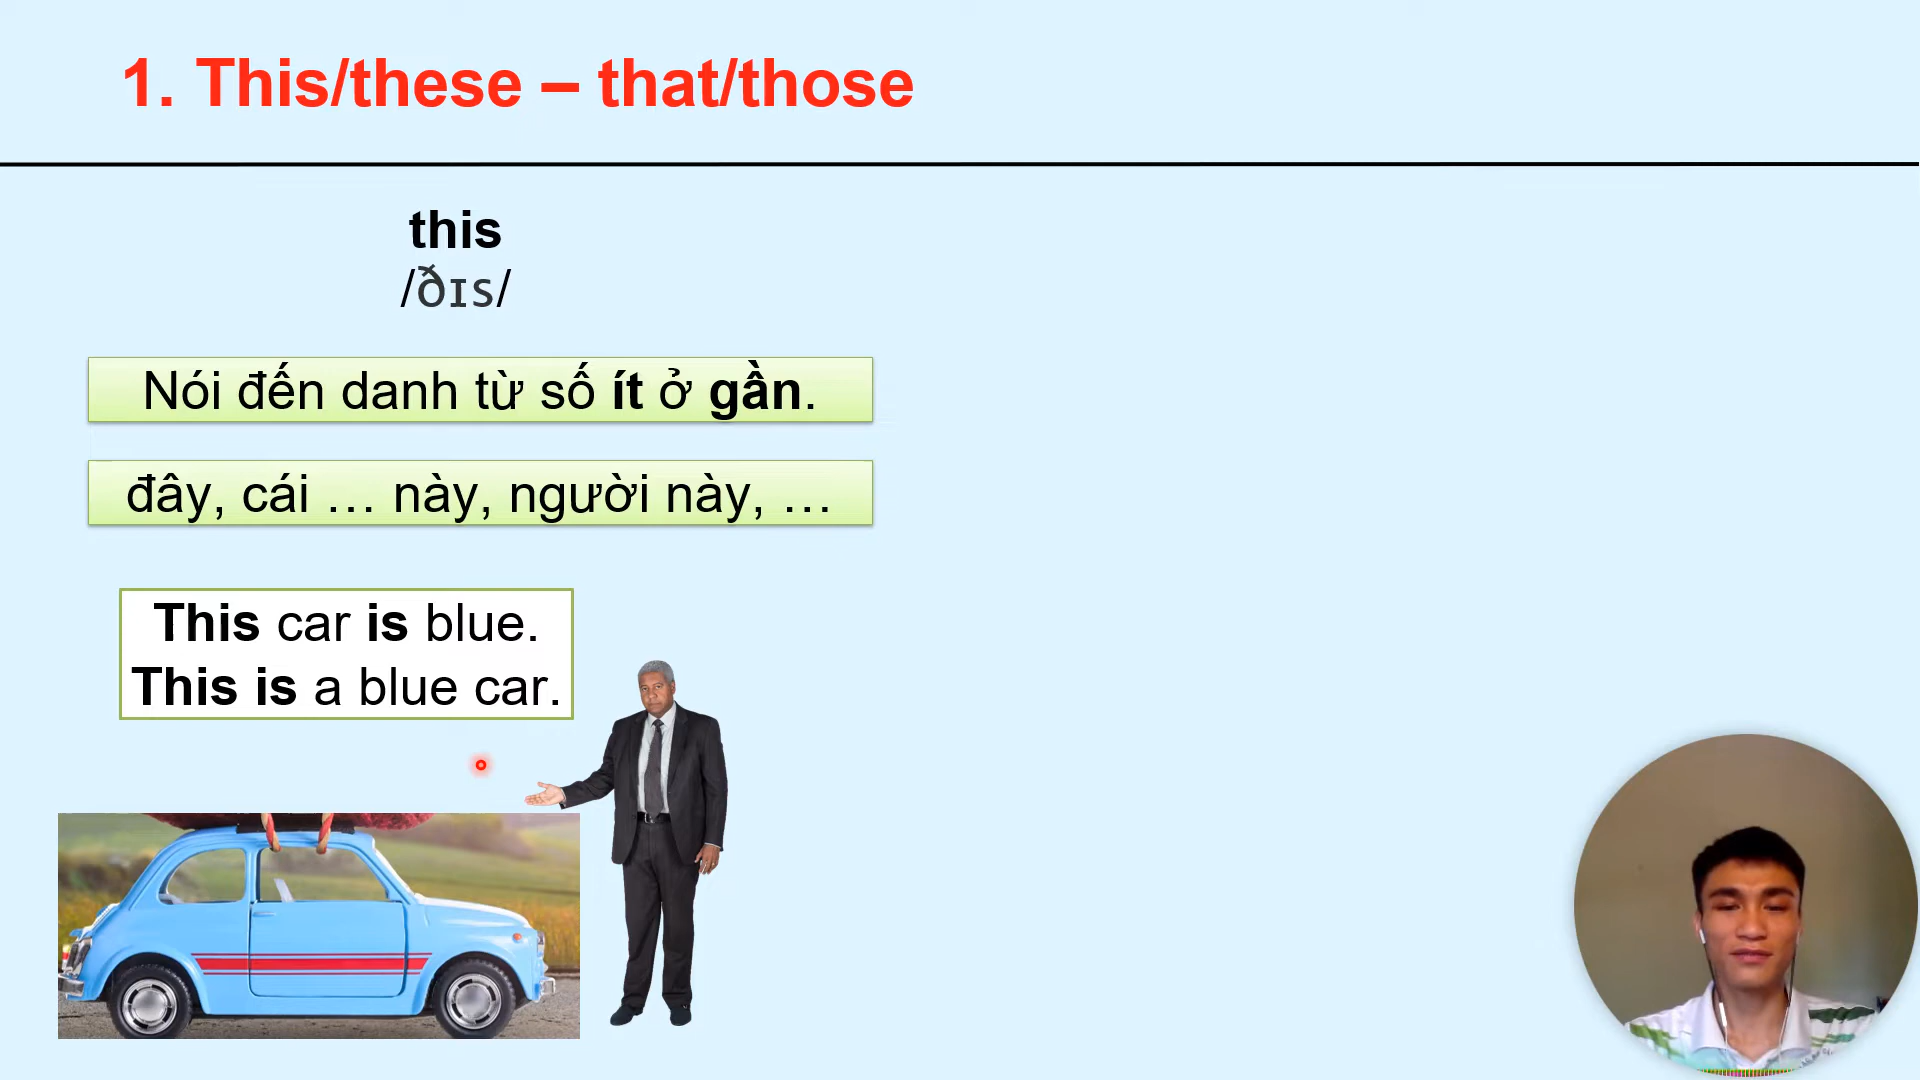 1. This/these – that/those
this
/ðɪs/
Nói đến danh từ số ít ở gần.
đây, cái … này, người này, …
This car is blue.
This is a blue car.